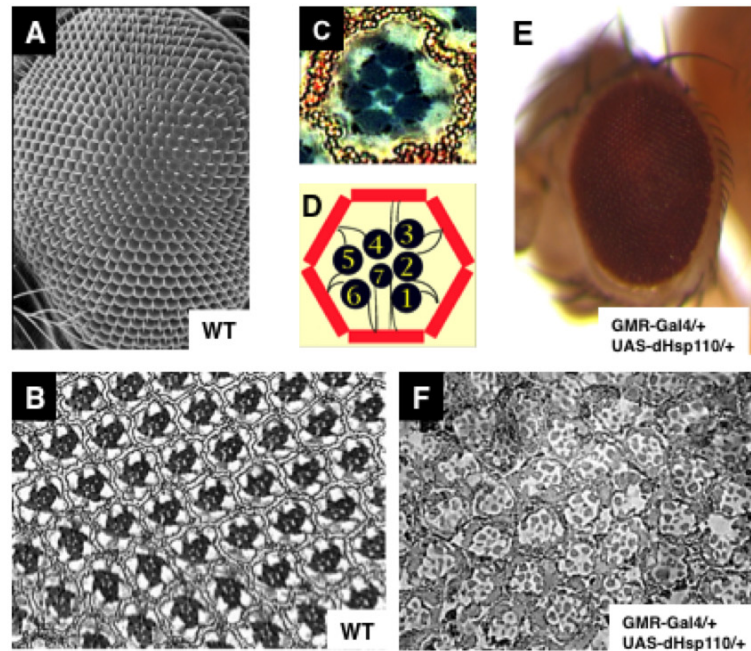 A
WT
C
D
4
3
5
2
7
6
1
E
GMR-Gal4/+
UAS-dHsp110/+
B
WT
F
GMR-Gal4/+
UAS-dHsp110/+